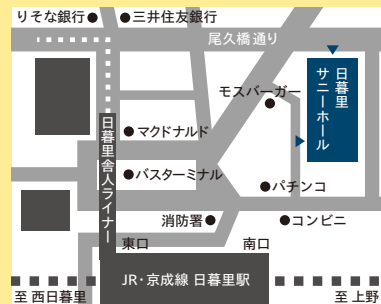 りそな銀行●
●三井住友銀行
尾久橋通り
モスバーガー
日暮里
サニーホール
●マクドナルド
日暮里舎人ライナー
●バスターミナル
●パチンコ
消防署●
●コンビニ
東口
南口
JR・京成線 日暮里駅
至 西日暮里
至 上野